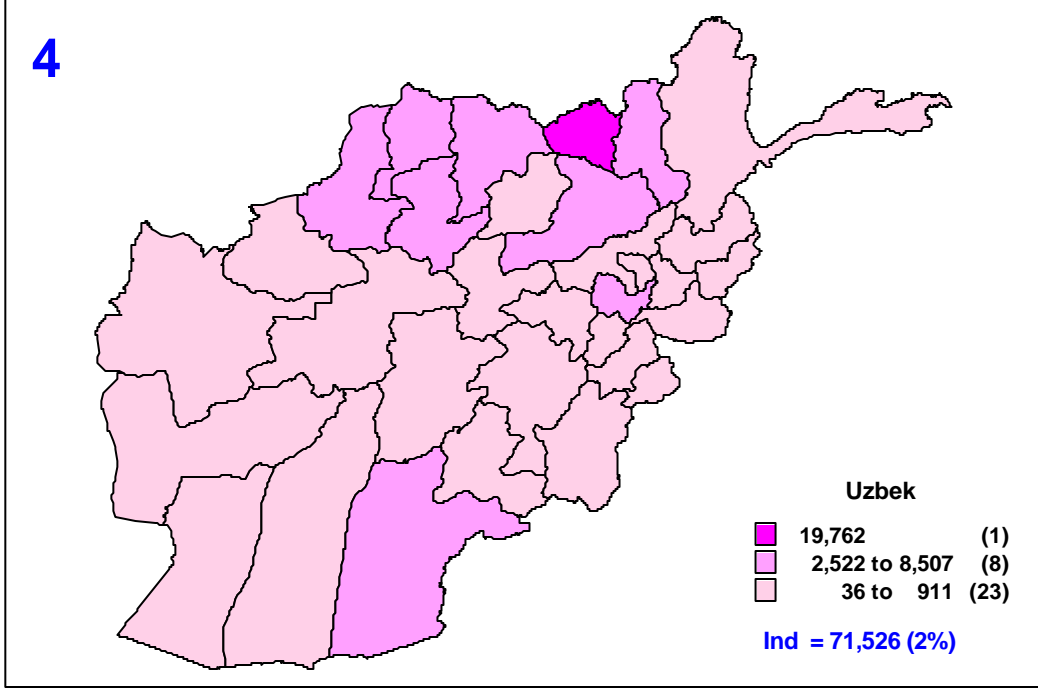 4
Uzbek
19,762 (1)
2,522 to 8,507 (8)
36 to 911 (23)
Ind = 71,526 (2%)